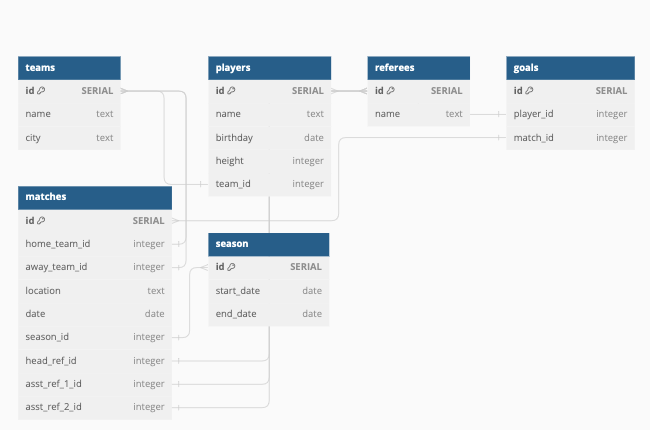 teams
id SERIAL
name text
city text
players
id SERIAL
name text
birthday date
height integer
team_id integer
referees
id SERIAL
name text
goals
id SERIAL
player_id integer
match_id integer
matches
id SERIAL
home_team_id integer
away_team_id integer
location text
date date
season_id integer
head_ref_id integer
asst_ref_1_id integer
asst_ref_2_id integer
season
id SERIAL
start_date date
end_date date